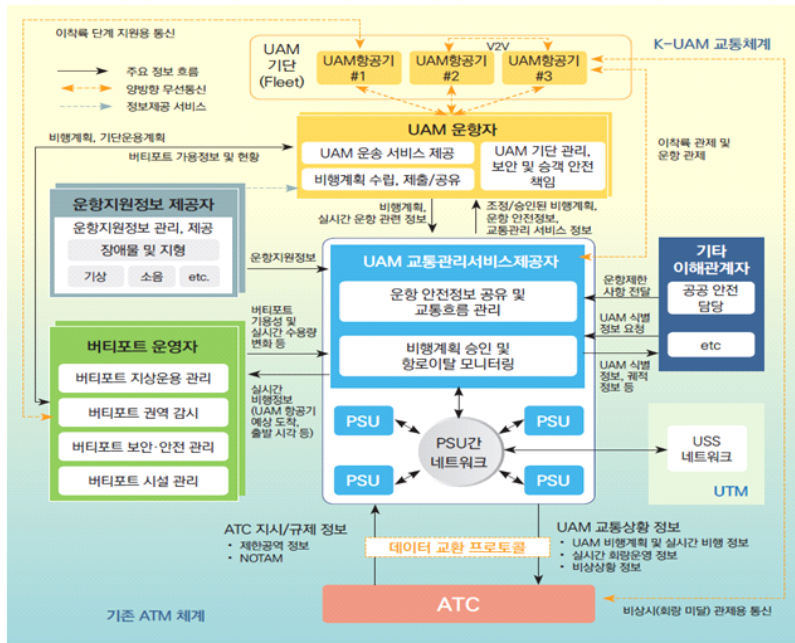 이착륙 단계 지원용 통신
주요 정보 흐름
양방향 무선통신
정보제공 서비스
UAM
기단
(Fleet)
V2V
UAM항공기
#1
UAM항공기
#2
UAM항공기
#3
K-UAM 교통체계
UAM 운항자
UAM 운송 서비스 제공
비행계획 수립, 제출/공유
UAM 기단 관리,
보안 및 승객 안전
책임
비행계획, 기단운용계획
버티포트 가용정보 및 현황
이착륙 관제 및
운항 관제
운항지원정보 제공자
운항지원정보 관리, 제공
장애물 및 지형
기상
소음
etc.
비행계획,
실시간 운항 관련 정보
조정/승인된 비행계획,
운항 안전정보,
교통관리 서비스 정보
운항지원정보
UAM 교통관리서비스제공자
운항 안전정보 공유 및
교통흐름 관리
비행계획 승인 및
항로이탈 모니터링
기타
이해관계자
공공 안전
담당
etc
운항제한
사항 전달
UAM 식별
정보 요청
UAM 식별
정보, 궤적
정보 등
버티포트
가용성 및
실시간 수용량
변화 등
버티포트 운영자
버티포트 지상운용 관리
버티포트 권역 감시
버티포트 보안·안전 관리
버티포트 시설 관리
실시간
비행정보
(UAM 항공기
예상 도착,
출발 시각 등)
PSU
PSU
PSU간
네트워크
PSU
PSU
USS
네트워크
UTM
ATC 지시/규제 정보
• 제한공역 정보
• NOTAM
데이터 교환 프로토콜
UAM 교통상황 정보
• UAM 비행계획 및 실시간 비행 정보
• 실시간 회랑운영 정보
• 비상상황 정보
ATC
기존 ATM 체계
비상시(회랑 미달) 관제용 통신